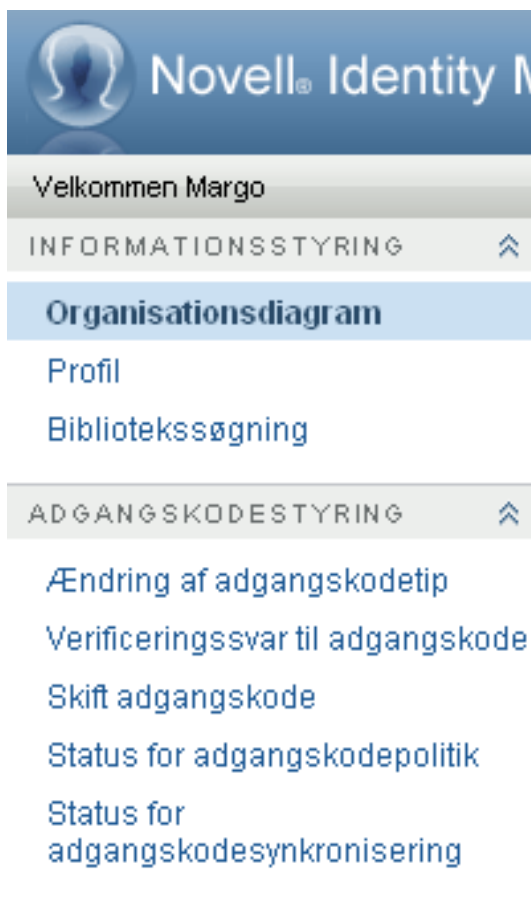 Novell® Identity
Velkommen Margo
INFORMATIONSSTYRING
Organisationsdiagram
Profil
Bibliotekssøgning
ADGANGSKODESTYRING
Ændring af adgangskodetip
Verificeringssvar til adgangskode
Skift adgangskode
Status for adgangskodepolitik
Status for
adgangskodesynkronisering